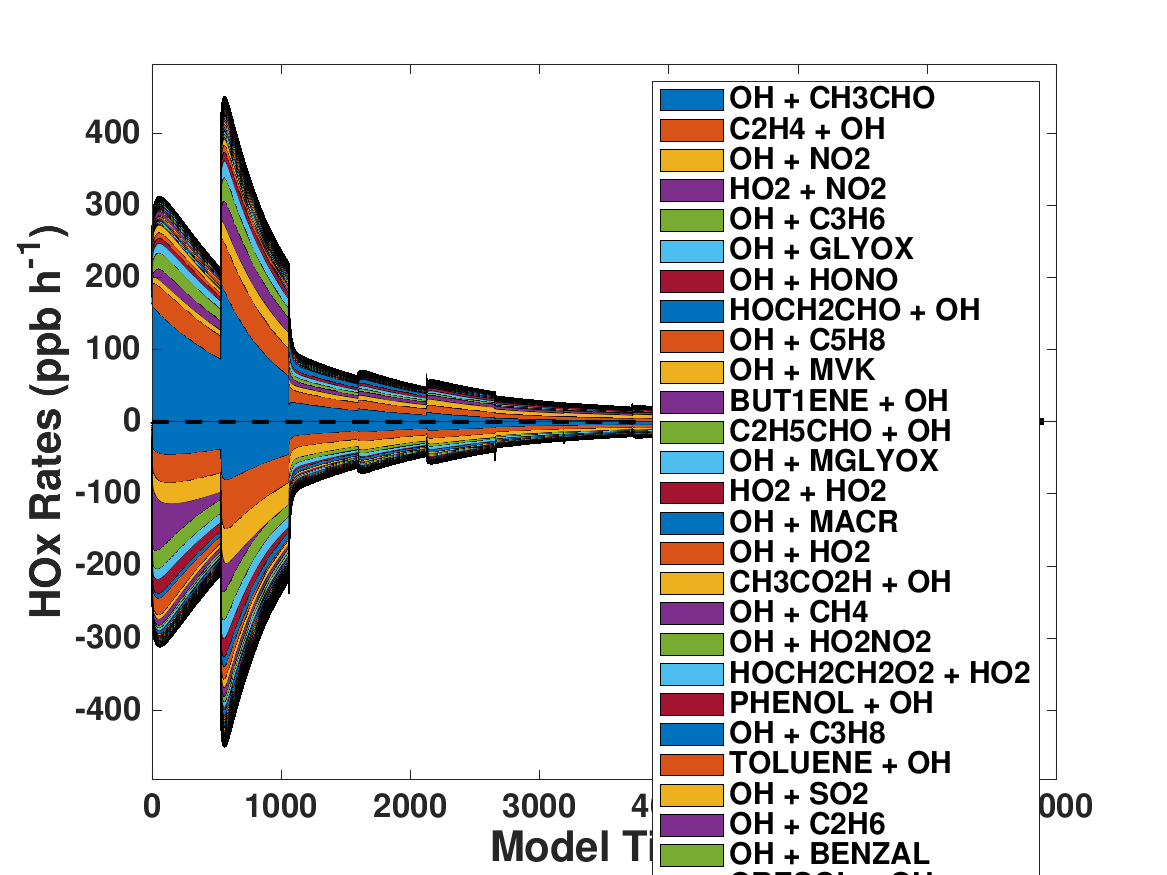 HOx Rates (ppb h-1)
400
300
200
100
0
-100
-200
-300
-400
OH + CH3CHO
C2H4 + OH
OH + NO2
HO2 + NO2
OH + C3H6
OH + GLYOX
OH + HONO
HOCH2CHO + OH
OH + C5H8
OH + MVK
BUT1ENE + OH
C2H5CHO + OH
OH + MGLYOX
HO2 + HO2
OH + MACR
OH + HO2
CH3CO2H + OH
OH + CH4
OH + HO2NO2
HOCH2CH2O2 + HO2
PHENOL + OH
OH + C3H8
TOLUENE + OH
OH + SO2
OH + C2H6
OH + BENZAL
0 1000 2000 3000 4 000
Model Ti